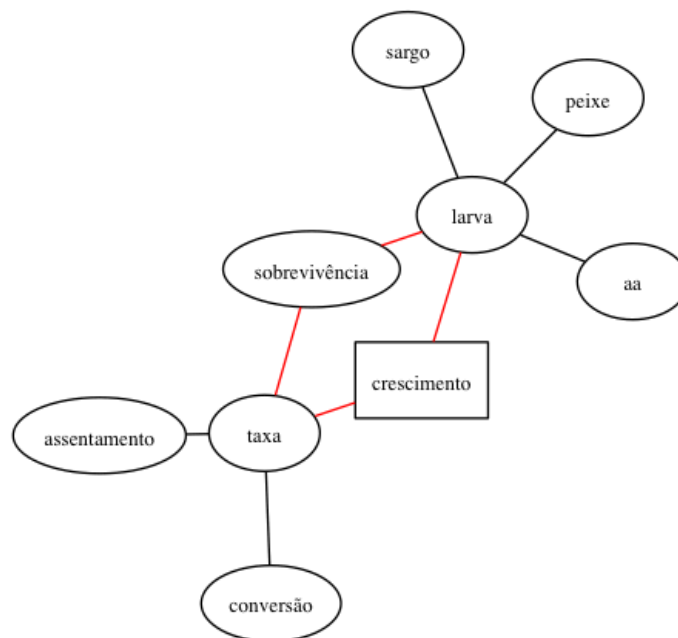 sargo
peixe
larva
sobrevivência
aa
crescimento
assentamento
taxa
conversão